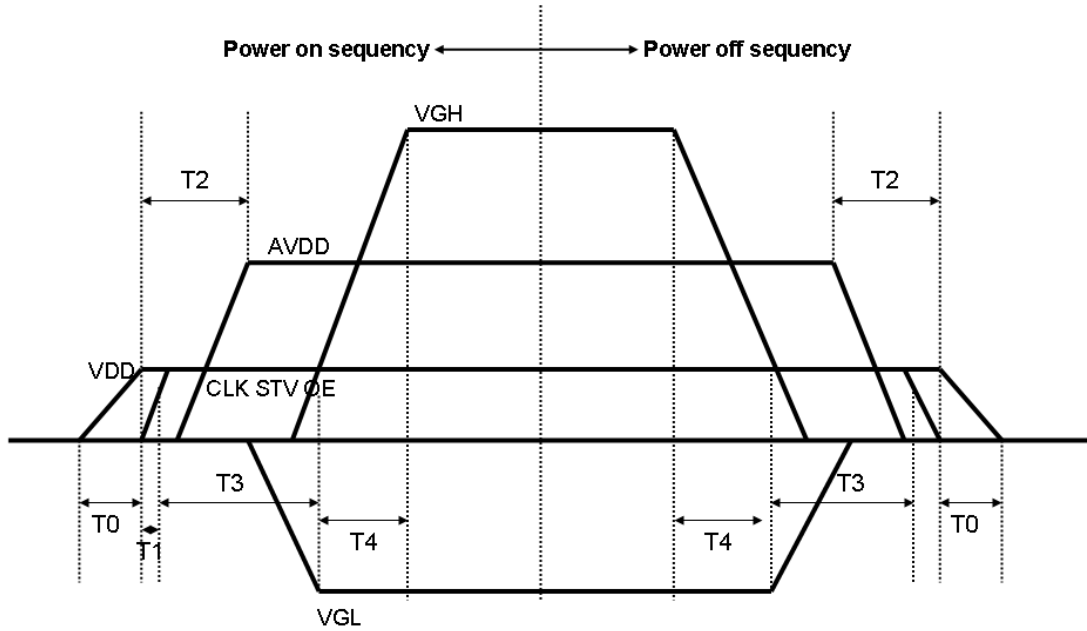 Power on sequency
Power off sequency
VGH
T2
T2
AVDD
VDD
CLK STV OE
T3
T3
T0
T1
T4
T4
T0
VGL